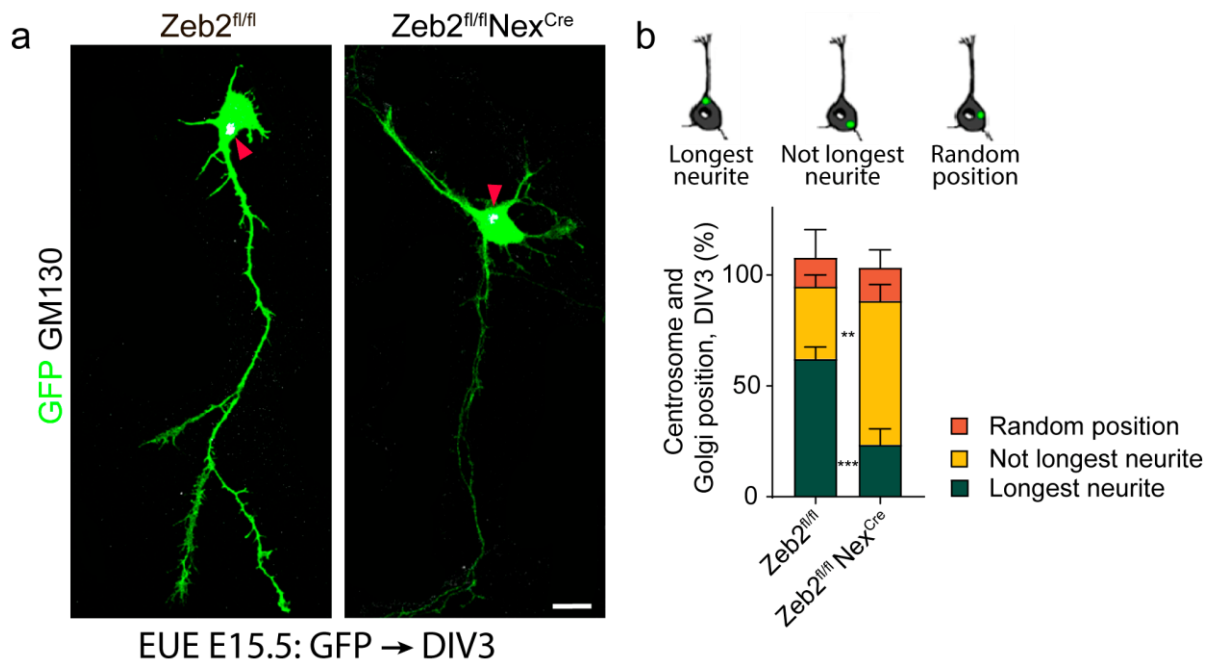 a
Zeb2fl/fl
Zeb2fl/flNexCre
GFP GM130
EUE E15.5: GFP → DIV3
b
Longest
neurite
Not longest
neurite
Random
position
Centrosome and
Golgi position, DIV3 (%)
100
50
0
**
***
Zeb2fl/fl
Zeb2fl/fl NexCre
Random position
Not longest neurite
Longest neurite